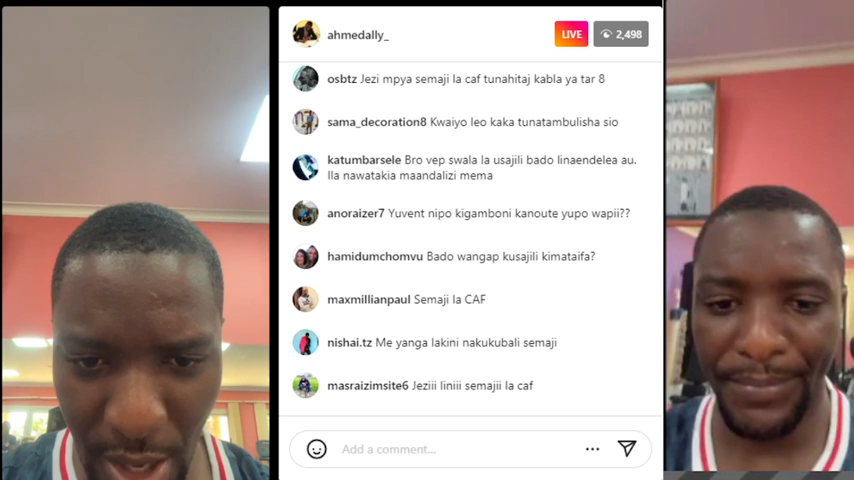 ahmedally_
LIVE
2,498
osbtz Jezi mpya semaji la caf tunahitaj kabla ya tar 8
sama_decoration8 Kwaiyo leo kaka tunatambulisha sio
katumbarsele Bro vep swala la usajili bado linaendelea au.
Ila nawatakia maandalizi mema
anoraizer7 Yuvent nipo kigamboni kanoute yupo wapii??
hamidumchomvu Bado wangap kusajili kimataifa?
maxmillianpaul Semaji la CAF
nishai.tz Me yanga lakini nakukubali semaji
masraizimsite6 Jeziii liniii semajii la caf
Add a comment...